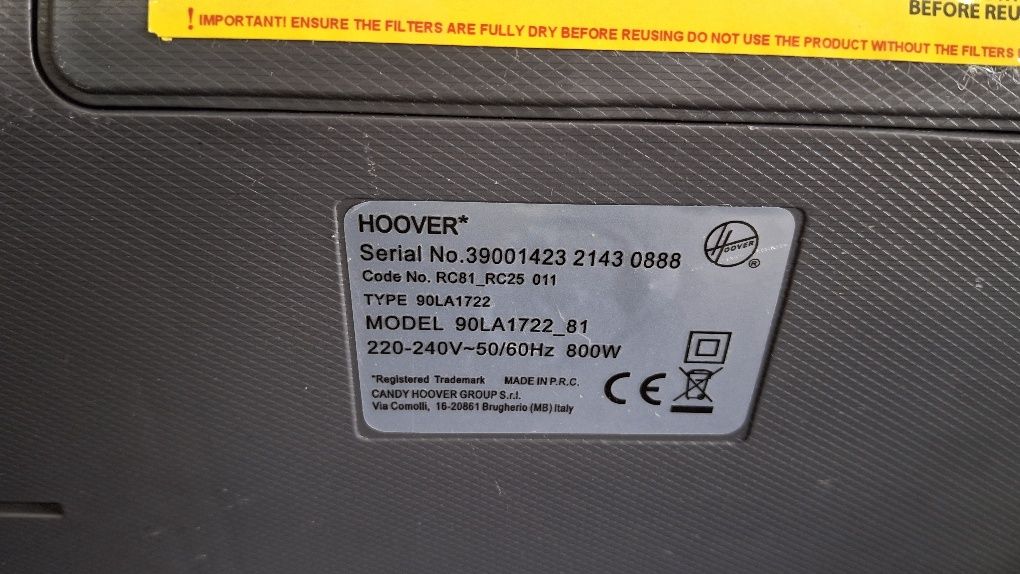 BEFORE REU
! IMPORTANT! ENSURE THE FILTERS ARE FULLY DRY BEFORE REUSING DO NOT USE THE PRODUCT WITHOUT THE FILTERS
HOOVER*
HOOVER ®
Serial No.39001423 2143 0888
Code No. RC81_RC25 011
TYPE 90LA1722
MODEL 90LA1722_81
220-240V~50/60Hz 800W
*Registered Trademark MADE IN P.R.C.
CE
CANDY HOOVER GROUP S.r.l.
Via Comolli, 16-20861 Brugherio (MB) Italy